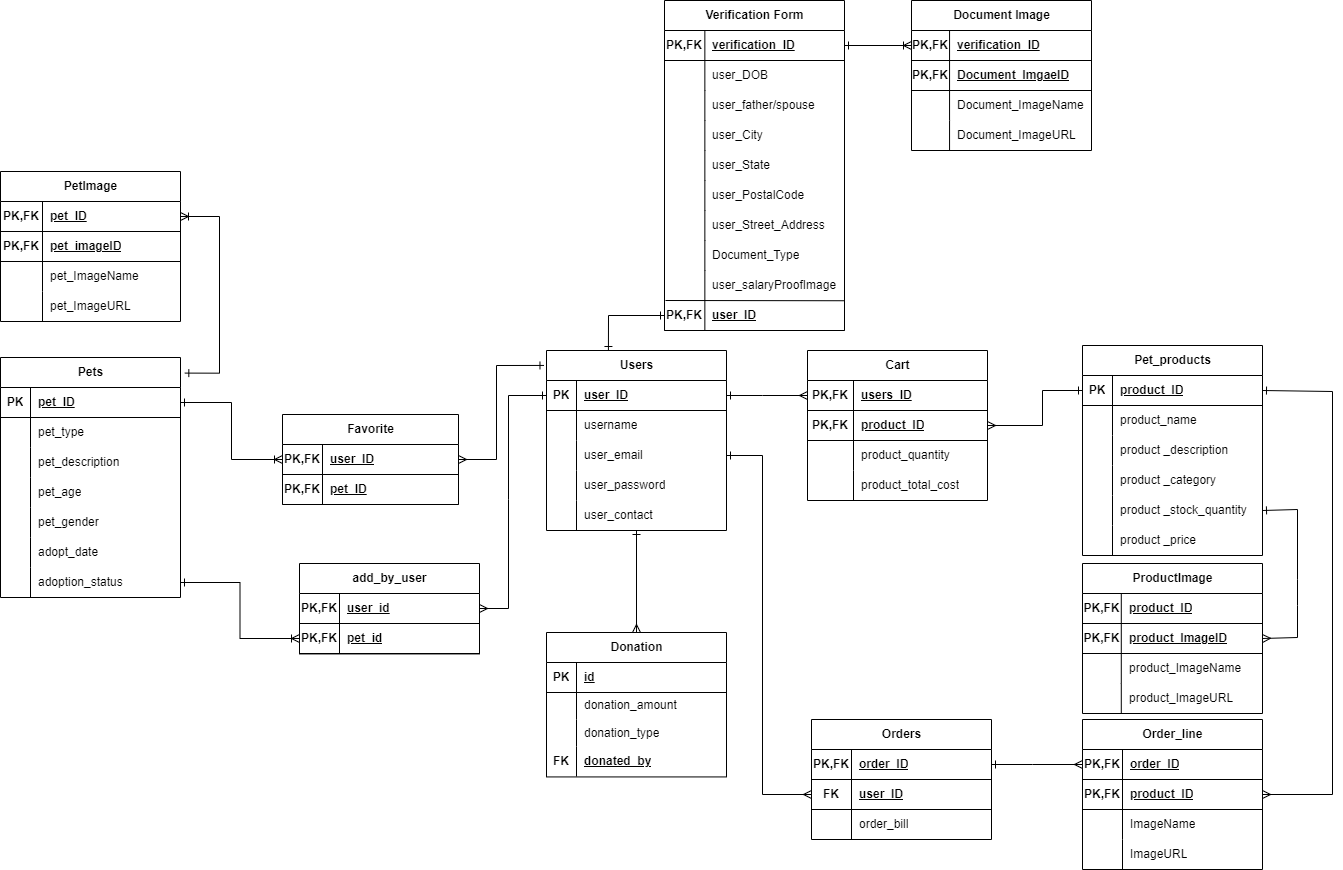 Verification Form
PK,FK verification_ID
user_DOB
user_father/spouse
user_City
user_State
user_PostalCode
user_Street_Address
Document_Type
user_salaryProofImage
PK,FK user_ID
Document Image
PK,FK verification_ID
PK,FK Document_ImgaeID
Document_ImageName
Document_ImageURL
PetImage
PK,FK pet_ID
PK,FK pet_imageID
pet_ImageName
pet_ImageURL
Pets
PK pet_ID
pet_type
pet_description
pet_age
pet_gender
adopt_date
adoption_status
Favorite
PK,FK user_ID
PK,FK pet_ID
add_by_user
PK,FK user_id
PK,FK pet_id
Users
PK user_ID
username
user_email
user_password
user_contact
Donation
PK id
donation_amount
donation_type
FK donated_by
Cart
PK,FK users_ID
PK,FK product_ID
product_quantity
product_total_cost
Pet_products
PK product_ID
product_name
product _description
product _category
product _stock_quantity
product _price
ProductImage
PK,FK product_ID
PK,FK product_ImageID
product_ImageName
product_ImageURL
Orders
PK,FK order_ID
FK user_ID
order_bill
Order_line
PK,FK order_ID
PK,FK product_ID
ImageName
ImageURL